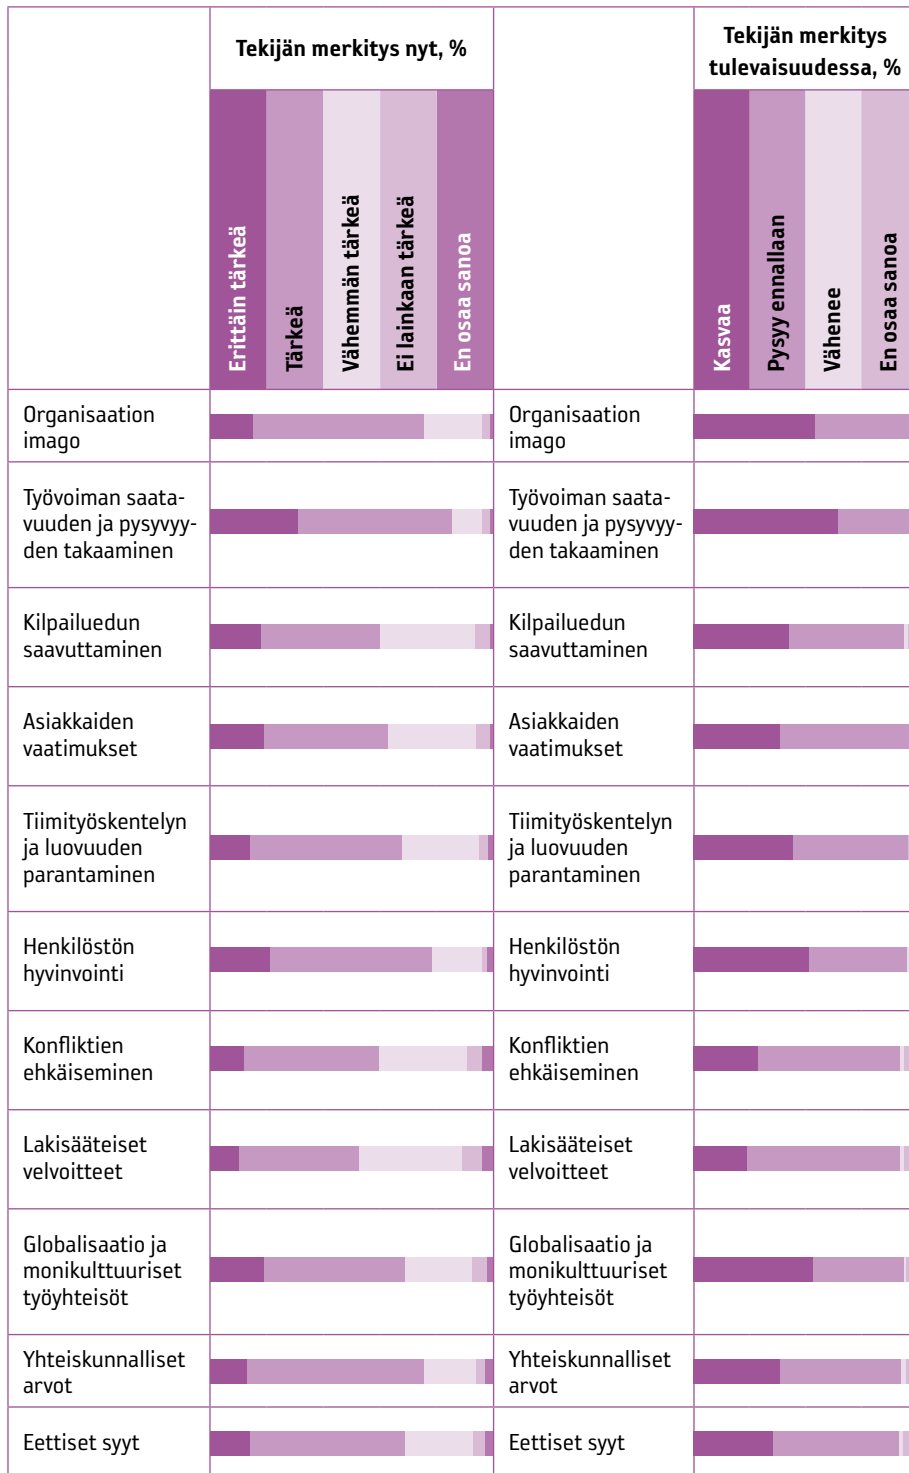 Tekijän merkitys nyt, %
Tekijän merkitys
tulevaisuudessa, %
Erittäin tärkeä
Tärkeä
Vähemmän tärkeä
Ei lainkaan tärkeä
En osaa sanoa
Kasvaa
Pysyy ennallaan
Vähenee
En osaa sanoa
Organisaation
imago
Organisaation
imago
Työvoiman saata-
vuuden ja pysyvyy-
den takaaminen
Työvoiman saata-
vuuden ja pysyvyy-
den takaaminen
Kilpailuedun
saavuttaminen
Kilpailuedun
saavuttaminen
Asiakkaiden
vaatimukset
Asiakkaiden
vaatimukset
Tiimityöskentelyn
ja luovuuden
parantaminen
Tiimityöskentelyn
ja luovuuden
parantaminen
Henkilöstön
hyvinvointi
Henkilöstön
hyvinvointi
Konfliktien
ehkäiseminen
Konfliktien
ehkäiseminen
Lakisääteiset
velvoitteet
Lakisääteiset
velvoitteet
Globalisaatio ja
monikulttuuriset
työyhteisöt
Globalisaatio ja
monikulttuuriset
työyhteisöt
Yhteiskunnalliset
arvot
Yhteiskunnalliset
arvot
Eettiset syyt
Eettiset syyt